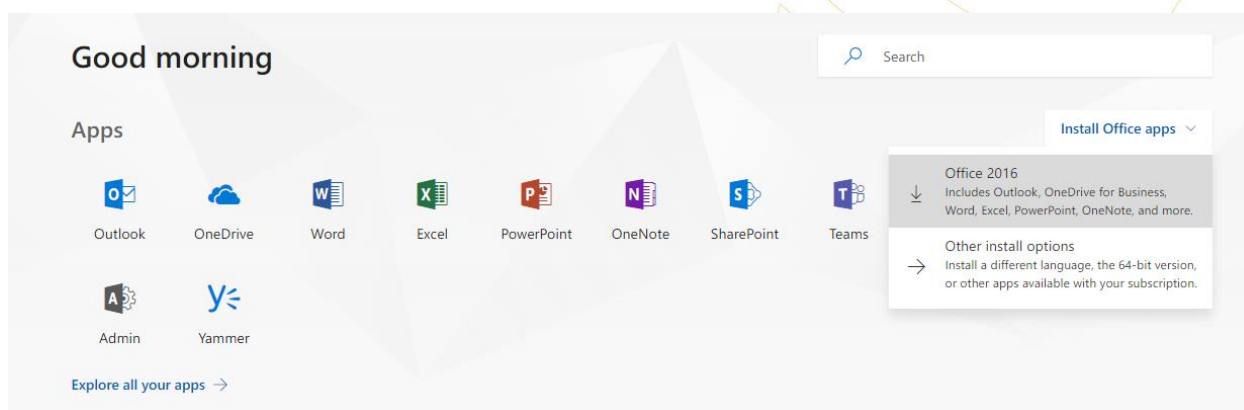 Good morning
Search
Apps
Install Office apps
Office 2016
Includes Outlook, OneDrive for Business,
Word, Excel, PowerPoint, OneNote, and more.
Other install options
Install a different language, the 64-bit version,
or other apps available with your subscription.
Outlook OneDrive Word Excel PowerPoint OneNote SharePoint Teams
Admin Yammer
Explore all your apps